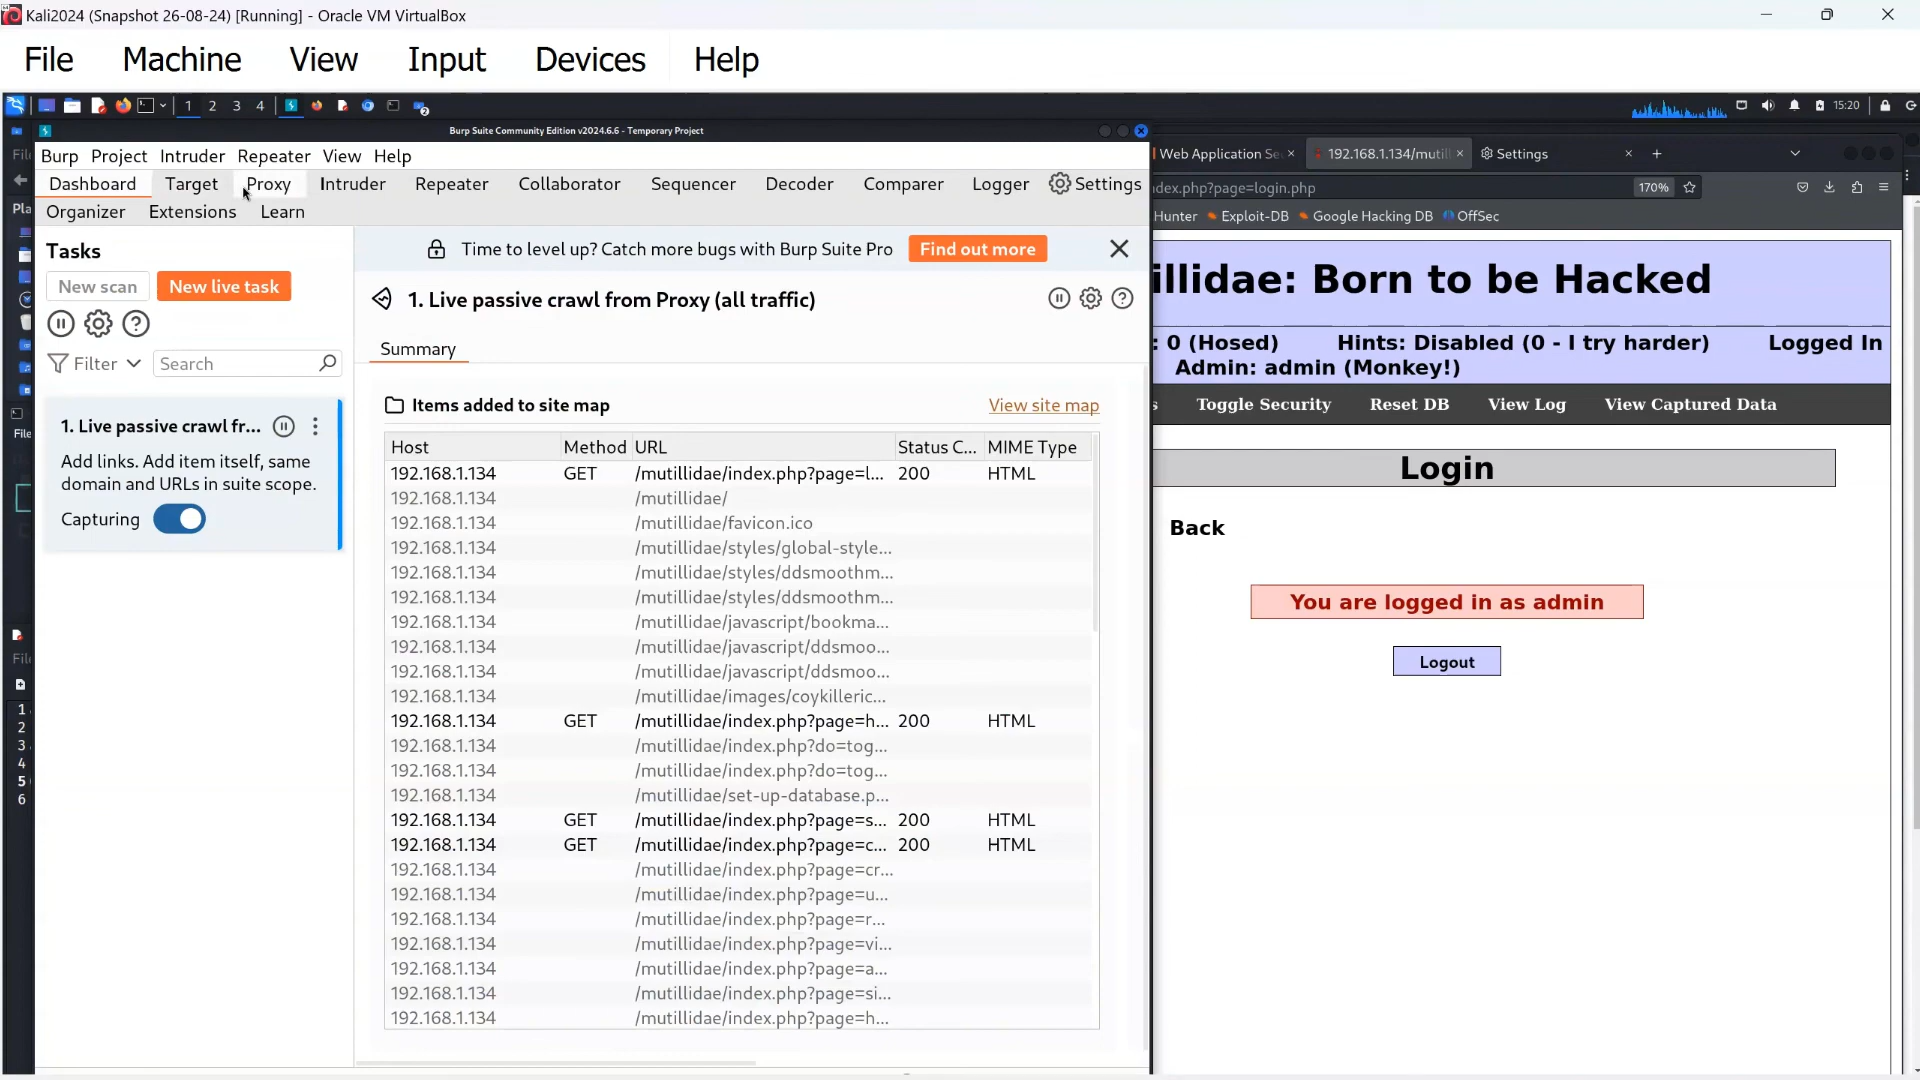 Kali2024 (Snapshot 26-08-24) [Running] - Oracle VM VirtualBox
File Machine View Input Devices Help
1 2 3 4 15:20
Burp Suite Community Edition v2024.6.6 - Temporary Project
Burp Project Intruder Repeater View Help
Dashboard Target Proxy Intruder Repeater Collaborator Sequencer Decoder Comparer Logger Settings
Organizer Extensions Learn
Tasks
New scan New live task
Filter Search
1. Live passive crawl fr...
Add links. Add item itself, same
domain and URLs in suite scope.
Capturing
Time to level up? Catch more bugs with Burp Suite Pro Find out more
1. Live passive crawl from Proxy (all traffic)
Summary
Items added to site map View site map
Host Method URL Status C... MIME Type
192.168.1.134 GET /mutillidae/index.php?page=l... 200 HTML
192.168.1.134 /mutillidae/
192.168.1.134 /mutillidae/favicon.ico
192.168.1.134 /mutillidae/styles/global-style...
192.168.1.134 /mutillidae/styles/ddsmoothm...
192.168.1.134 /mutillidae/styles/ddsmoothm...
192.168.1.134 /mutillidae/javascript/bookma...
192.168.1.134 /mutillidae/javascript/ddsmoo...
192.168.1.134 /mutillidae/javascript/ddsmoo...
192.168.1.134 /mutillidae/images/coykilleric...
192.168.1.134 GET /mutillidae/index.php?page=h... 200 HTML
192.168.1.134 /mutillidae/index.php?do=tog...
192.168.1.134 /mutillidae/index.php?do=tog...
192.168.1.134 /mutillidae/set-up-database.p...
192.168.1.134 GET /mutillidae/index.php?page=s... 200 HTML
192.168.1.134 GET /mutillidae/index.php?page=c... 200 HTML
192.168.1.134 /mutillidae/index.php?page=cr...
192.168.1.134 /mutillidae/index.php?page=u...
192.168.1.134 /mutillidae/index.php?page=r...
192.168.1.134 /mutillidae/index.php?page=vi...
192.168.1.134 /mutillidae/index.php?page=a...
192.168.1.134 /mutillidae/index.php?page=si...
192.168.1.134 /mutillidae/index.php?page=h...
Web Application Se 192.168.1.134/mutill Settings
dex.php?page=login.php 170%
Hunter Exploit-DB Google Hacking DB OffSec
illidae: Born to be Hacked
: 0 (Hosed) Hints: Disabled (0 - I try harder) Logged In
Admin: admin (Monkey!)
s Toggle Security Reset DB View Log View Captured Data
Login
Back
You are logged in as admin
Logout
1
2
3
4
5
6